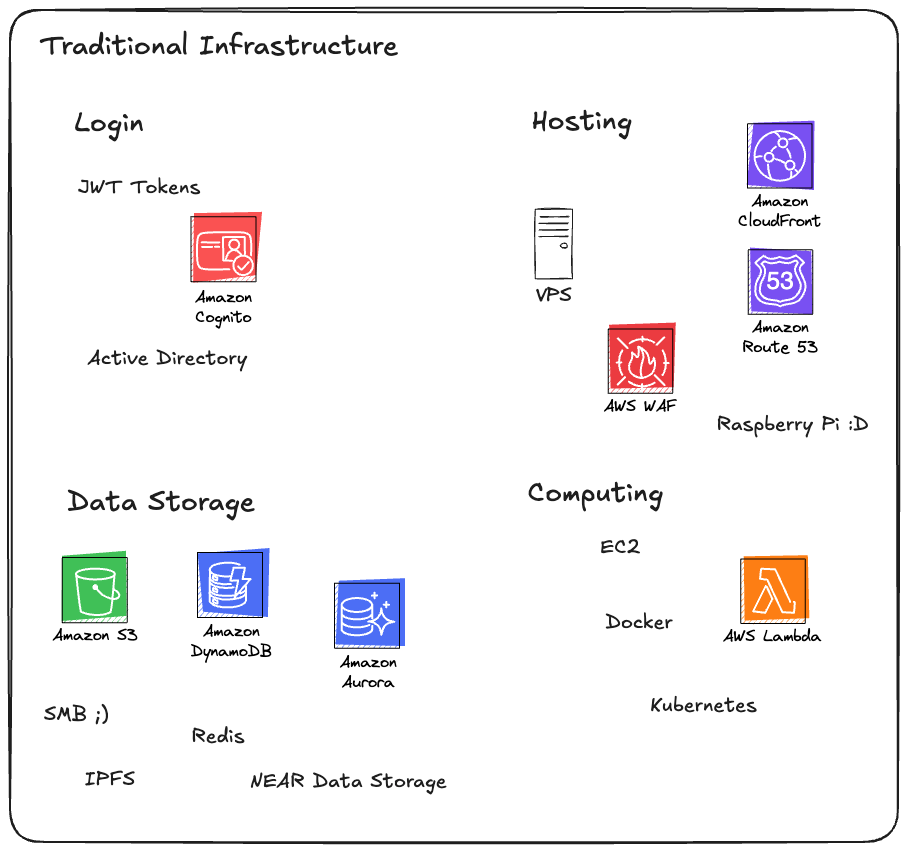 Traditional Infrastructure
Login
JWT Tokens
Amazon
Cognito
Active Directory
Hosting
VPS
Amazon
CloudFront
53
Amazon
Route 53
AWS WAF
Raspberry Pi :D
Data Storage
Amazon S3
Amazon
DynamoDB
Amazon
Aurora
SMB ;)
Redis
IPFS
NEAR Data Storage
Computing
EC2
Docker
AWS Lambda
Kubernetes